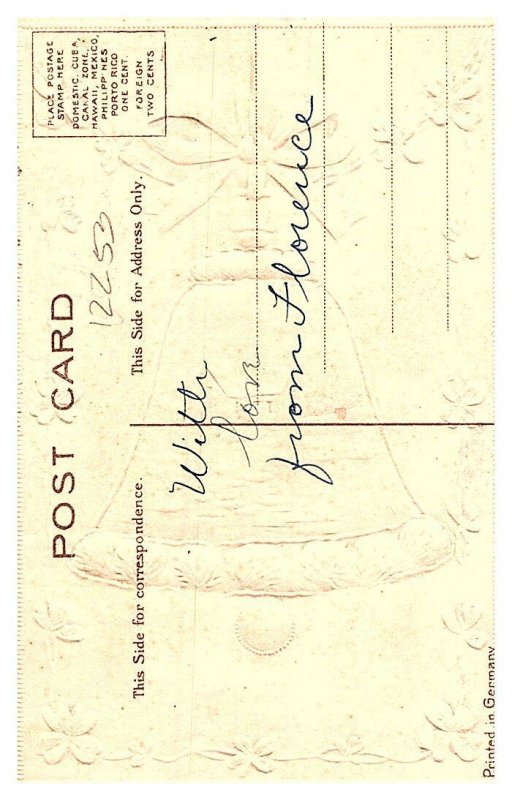 POST CARD
PLACE POSTAGE
STAMP HERE
DOMESTIC, CUBA,
CANAL ZONE,
HAWAII, MEXICO,
PHILIPPINES
PORTO RICO
ONE CENT.
FOREIGN
TWO CENTS
12253
This Side for correspondence.
This Side for Address Only.
With
love
from Florence
Printed in Germany